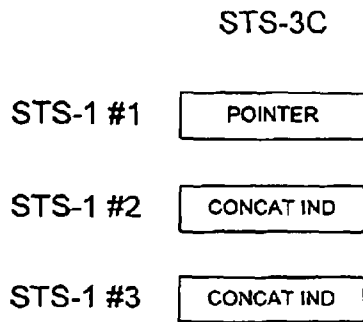 STS-3C
STS-1 #1 POINTER
STS-1 #2 CONCAT IND
STS-1 #3 CONCAT IND